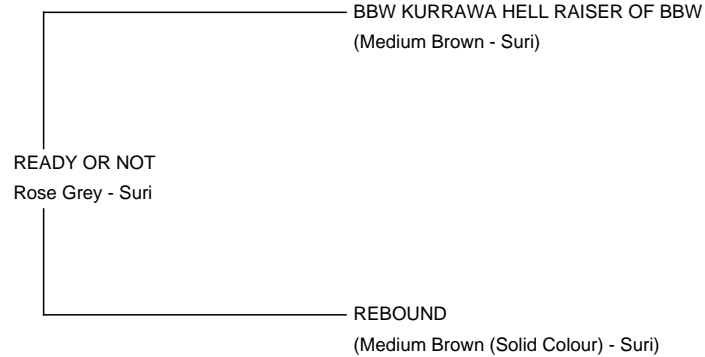 BBW KURRAWA HELL RAISER OF BBW
(Medium Brown - Suri)
READY OR NOT
Rose Grey - Suri
REBOUND
(Medium Brown (Solid Colour) - Suri)